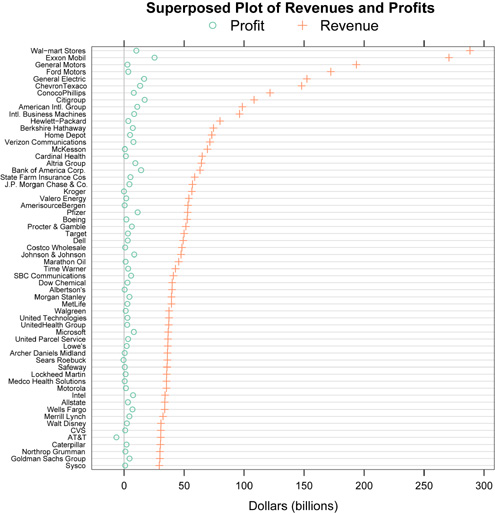 Superposed Plot of Revenues and Profits
Profit Revenue
Wal-mart Stores
Exxon Mobil
General Motors
Ford Motors
General Electric
ChevronTexaco
ConocoPhillips
Citigroup
American Intl. Group
Intl. Business Machines
Hewlett-Packard
Berkshire Hathaway
Home Depot
Verizon Communications
McKesson
Cardinal Health
Altria Group
Bank of America Corp.
State Farm Insurance Cos
J.P. Morgan Chase & Co.
Kroger
Valero Energy
AmerisourceBergen
Pfizer
Boeing
Procter & Gamble
Target
Dell
Costco Wholesale
Johnson & Johnson
Marathon Oil
Time Warner
SBC Communications
Dow Chemical
Albertson's
Morgan Stanley
MetLife
Walgreen
United Technologies
UnitedHealth Group
Microsoft
United Parcel Service
Lowe's
Archer Daniels Midland
Sears Roebuck
Safeway
Lockheed Martin
Medco Health Solutions
Motorola
Intel
Allstate
Wells Fargo
Merrill Lynch
Walt Disney
CVS
AT&T
Caterpillar
Northrop Grumman
Goldman Sachs Group
Sysco
0 50 100 150 200 250 300
Dollars (billions)